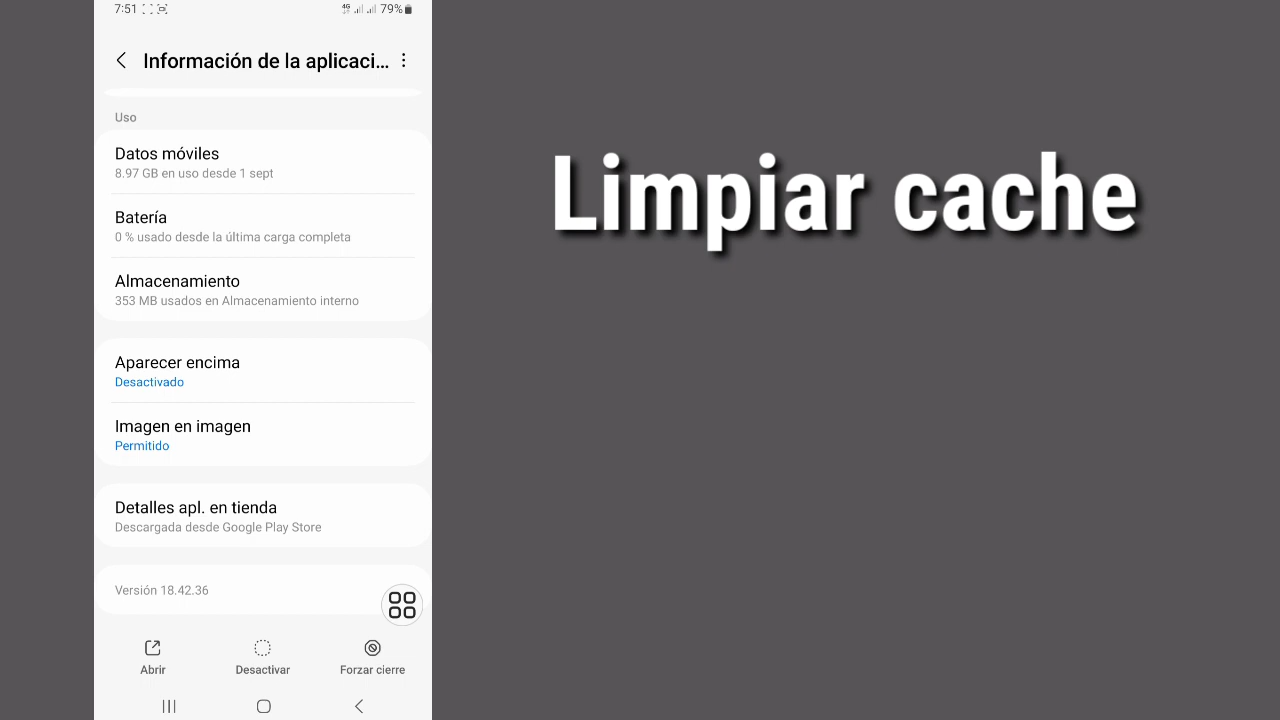 7:51 4G 79%
Información de la aplicaci...
Uso
Datos móviles
8.97 GB en uso desde 1 sept
Batería
0 % usado desde la última carga completa
Almacenamiento
353 MB usados en Almacenamiento interno
Aparecer encima
Desactivado
Imagen en imagen
Permitido
Detalles apl. en tienda
Descargada desde Google Play Store
Versión 18.42.36
Abrir Desactivar Forzar cierre
Limpiar cache